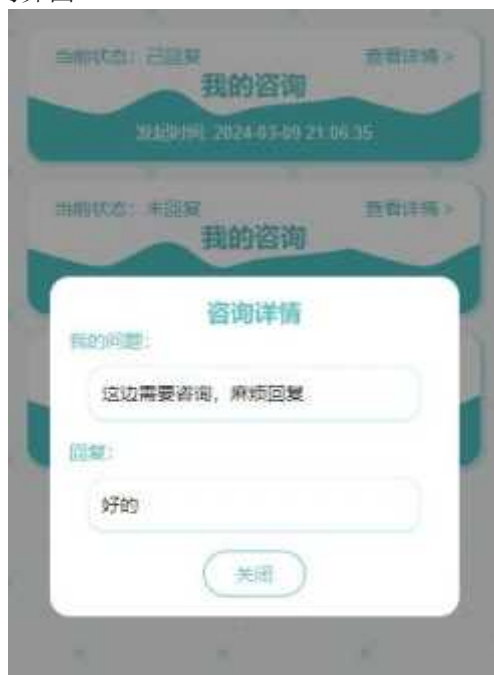 当前状态：已回复 查看详情 >
我的咨询
发起时间: 2024-03-09 21:06:35
当前状态：未回复 查看详情 >
我的咨询
咨询详情
我的问题：
这边需要咨询，麻烦回复
回复：
好的
关闭